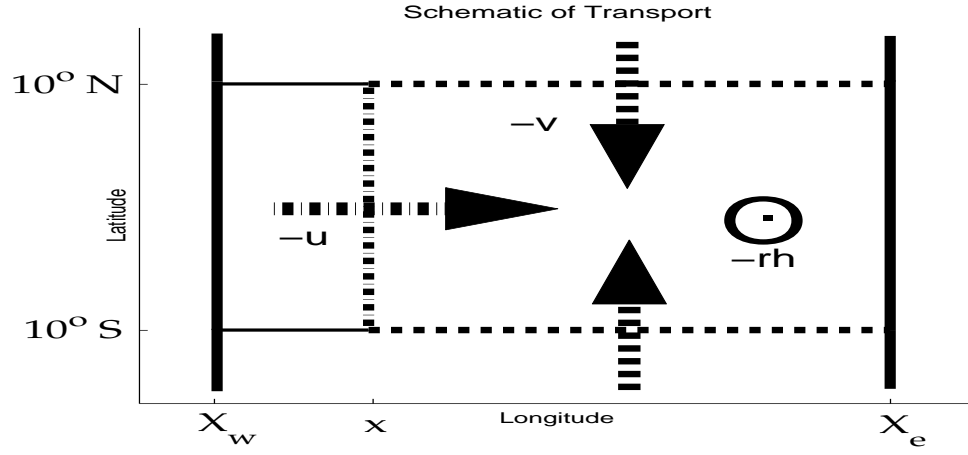 Schematic of Transport
10° N
–v
Latitude
–u
–rh
10° S
X_w
x
Longitude
X_e